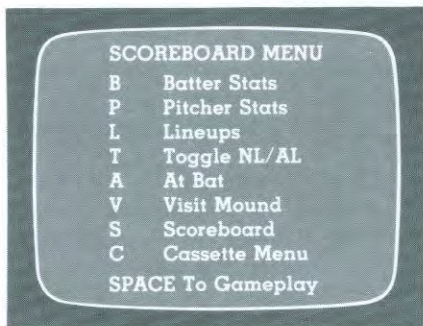 SCOREBOARD MENU
B Batter Stats
P Pitcher Stats
L Lineups
T Toggle NL/AL
A At Bat
V Visit Mound
S Scoreboard
C Cassette Menu
SPACE To Gameplay